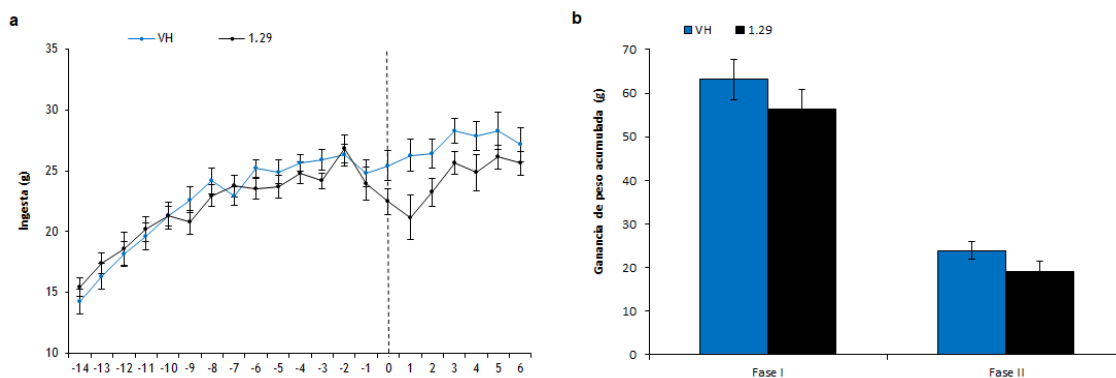 a
VH
1.29
35
30
25
20
15
10
Ingesta (g)
-14 -13 -12 -11 -10 -9 -8 -7 -6 -5 -4 -3 -2 -1 0 1 2 3 4 5 6
b
VH
1.29
70
60
50
40
30
20
10
0
Ganancia de peso acumulada (g)
Fase I
Fase II